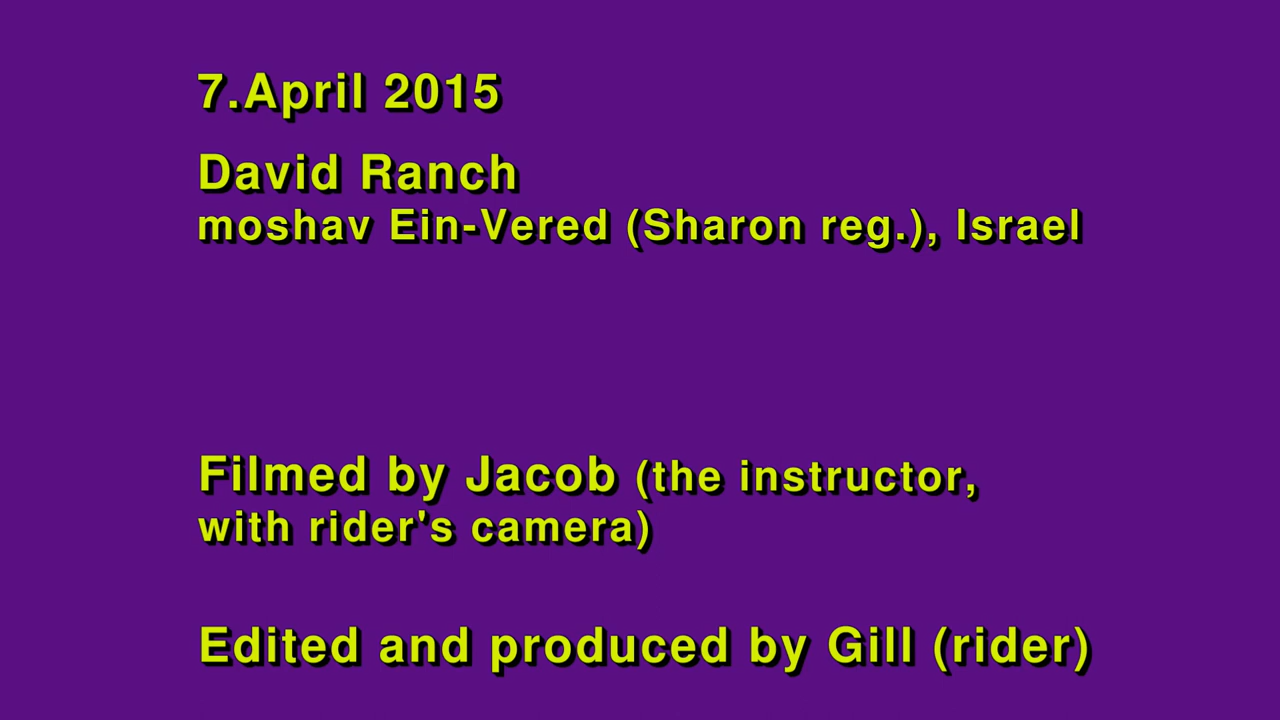 7.April 2015
David Ranch
moshav Ein-Vered (Sharon reg.), Israel
Filmed by Jacob (the instructor,
with rider's camera)
Edited and produced by Gill (rider)